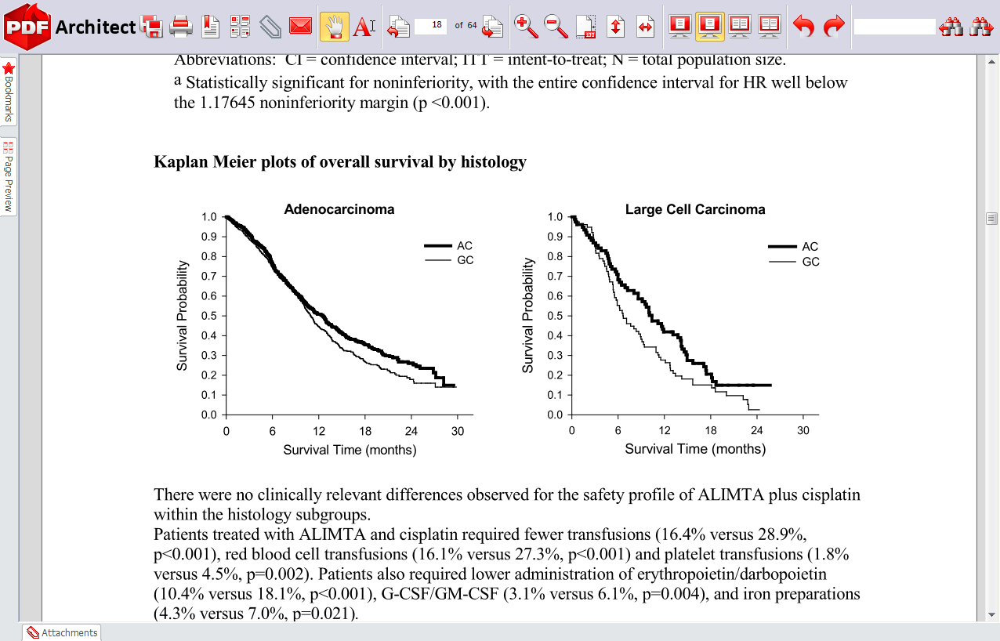 PDF Architect
18 of 64
Bookmarks
Page Preview
Abbreviations: CI = confidence interval; ITT = intent-to-treat; N = total population size.
a Statistically significant for noninferiority, with the entire confidence interval for HR well below
the 1.17645 noninferiority margin (p <0.001).
Kaplan Meier plots of overall survival by histology
Adenocarcinoma
AC
GC
Survival Probability
1.0
0.9
0.8
0.7
0.6
0.5
0.4
0.3
0.2
0.1
0.0
0 6 12 18 24 30
Survival Time (months)
Large Cell Carcinoma
AC
GC
Survival Probability
1.0
0.9
0.8
0.7
0.6
0.5
0.4
0.3
0.2
0.1
0.0
0 6 12 18 24 30
Survival Time (months)
There were no clinically relevant differences observed for the safety profile of ALIMTA plus cisplatin
within the histology subgroups.
Patients treated with ALIMTA and cisplatin required fewer transfusions (16.4% versus 28.9%,
p<0.001), red blood cell transfusions (16.1% versus 27.3%, p<0.001) and platelet transfusions (1.8%
versus 4.5%, p=0.002). Patients also required lower administration of erythropoietin/darbopoietin
(10.4% versus 18.1%, p<0.001), G-CSF/GM-CSF (3.1% versus 6.1%, p=0.004), and iron preparations
(4.3% versus 7.0%, p=0.021).
Attachments